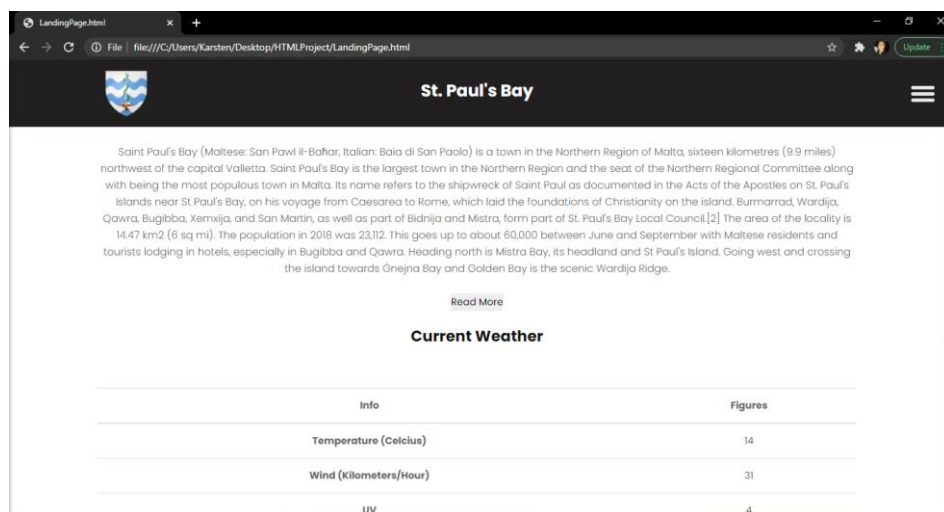 LandingPage.html
File | file:///C:/Users/Karsten/Desktop/HTMLProject/LandingPage.html
Update
St. Paul's Bay
Saint Paul's Bay (Maltese: San Pawl il-Baħar, Italian: Baia di San Paolo) is a town in the Northern Region of Malta, sixteen kilometres (9.9 miles)
northwest of the capital Valletta. Saint Paul's Bay is the largest town in the Northern Region and the seat of the Northern Regional Committee along
with being the most populous town in Malta. Its name refers to the shipwreck of Saint Paul as documented in the Acts of the Apostles on St. Paul's
Islands near St Paul's Bay, on his voyage from Caesarea to Rome, which laid the foundations of Christianity on the island. Burmarrad, Wardija,
Qawra, Buġibba, Xemxija, and San Martin, as well as part of Bidnija and Mistra, form part of St. Paul's Bay Local Council.[2] The area of the locality is
14.47 km2 (6 sq mi). The population in 2018 was 23,112. This goes up to about 60,000 between June and September with Maltese residents and
tourists lodging in hotels, especially in Buġibba and Qawra. Heading north is Mistra Bay, its headland and St Paul's Island. Going west and crossing
the island towards Ġnejna Bay and Golden Bay is the scenic Wardija Ridge.
Read More
Current Weather
Info Figures
Temperature (Celcius) 14
Wind (Kilometers/Hour) 31
UV 4